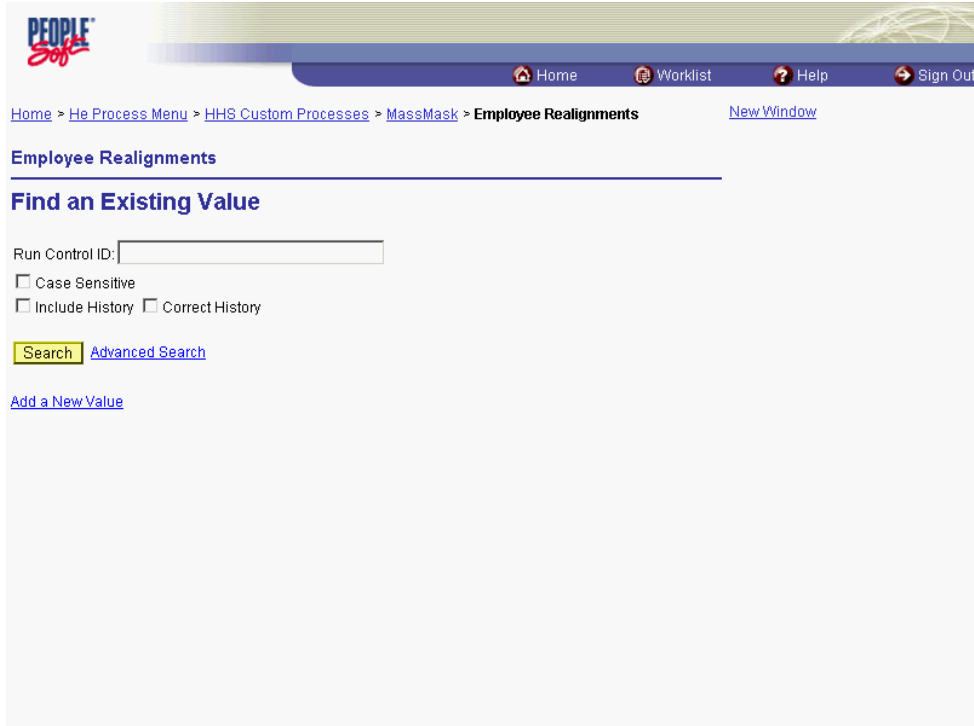 PEOPLE
Soft
Home Worklist Help Sign Out
Home > He Process Menu > HHS Custom Processes > MassMask > Employee Realignments New Window
Employee Realignments
Find an Existing Value
Run Control ID:
Case Sensitive
Include History Correct History
Search Advanced Search
Add a New Value